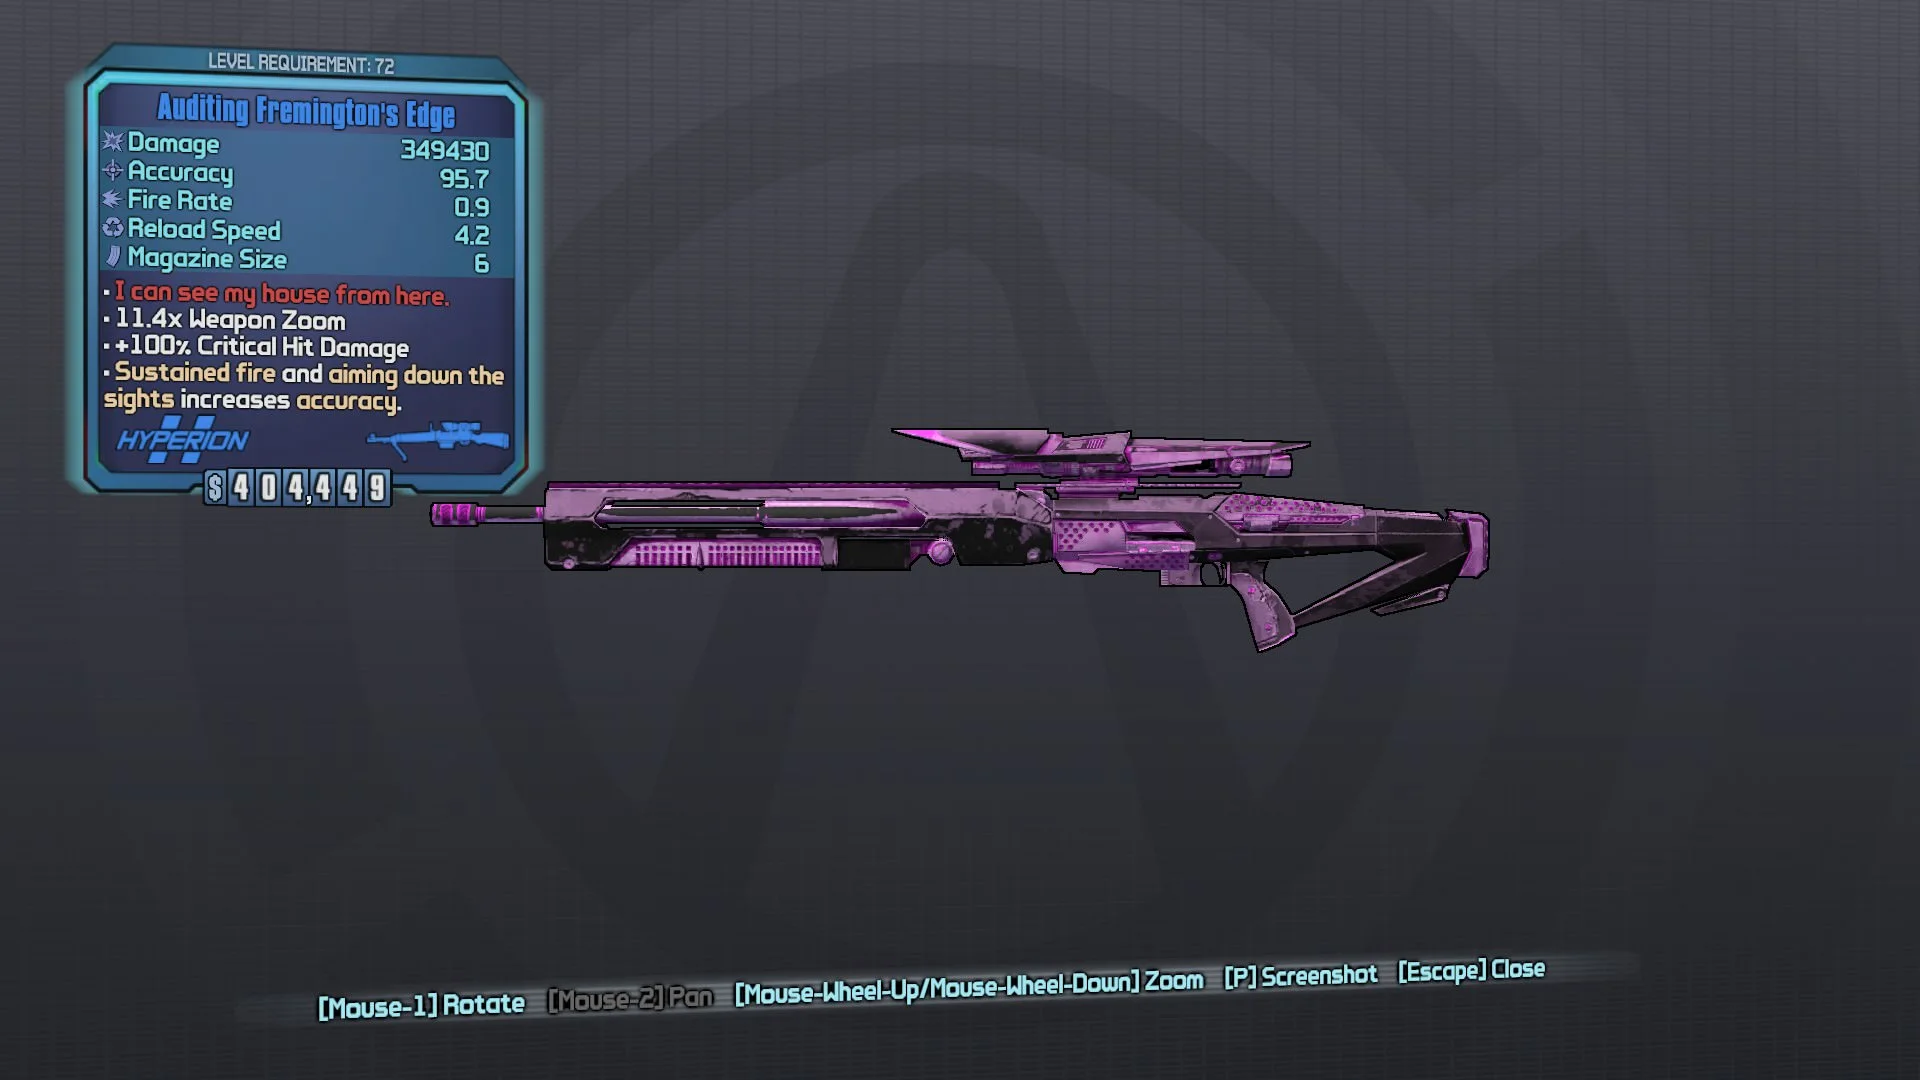 LEVEL REQUIREMENT: 72
Auditing Fremington's Edge
Damage 349430
Accuracy 95.7
Fire Rate 0.9
Reload Speed 4.2
Magazine Size 6
• I can see my house from here.
• 11.4x Weapon Zoom
• +100% Critical Hit Damage
• Sustained fire and aiming down the
sights increases accuracy.
HYPERION
$ 404,449
[Mouse-1] Rotate [Mouse-2] Pan [Mouse-Wheel-Up/Mouse-Wheel-Down] Zoom [P] Screenshot [Escape] Close